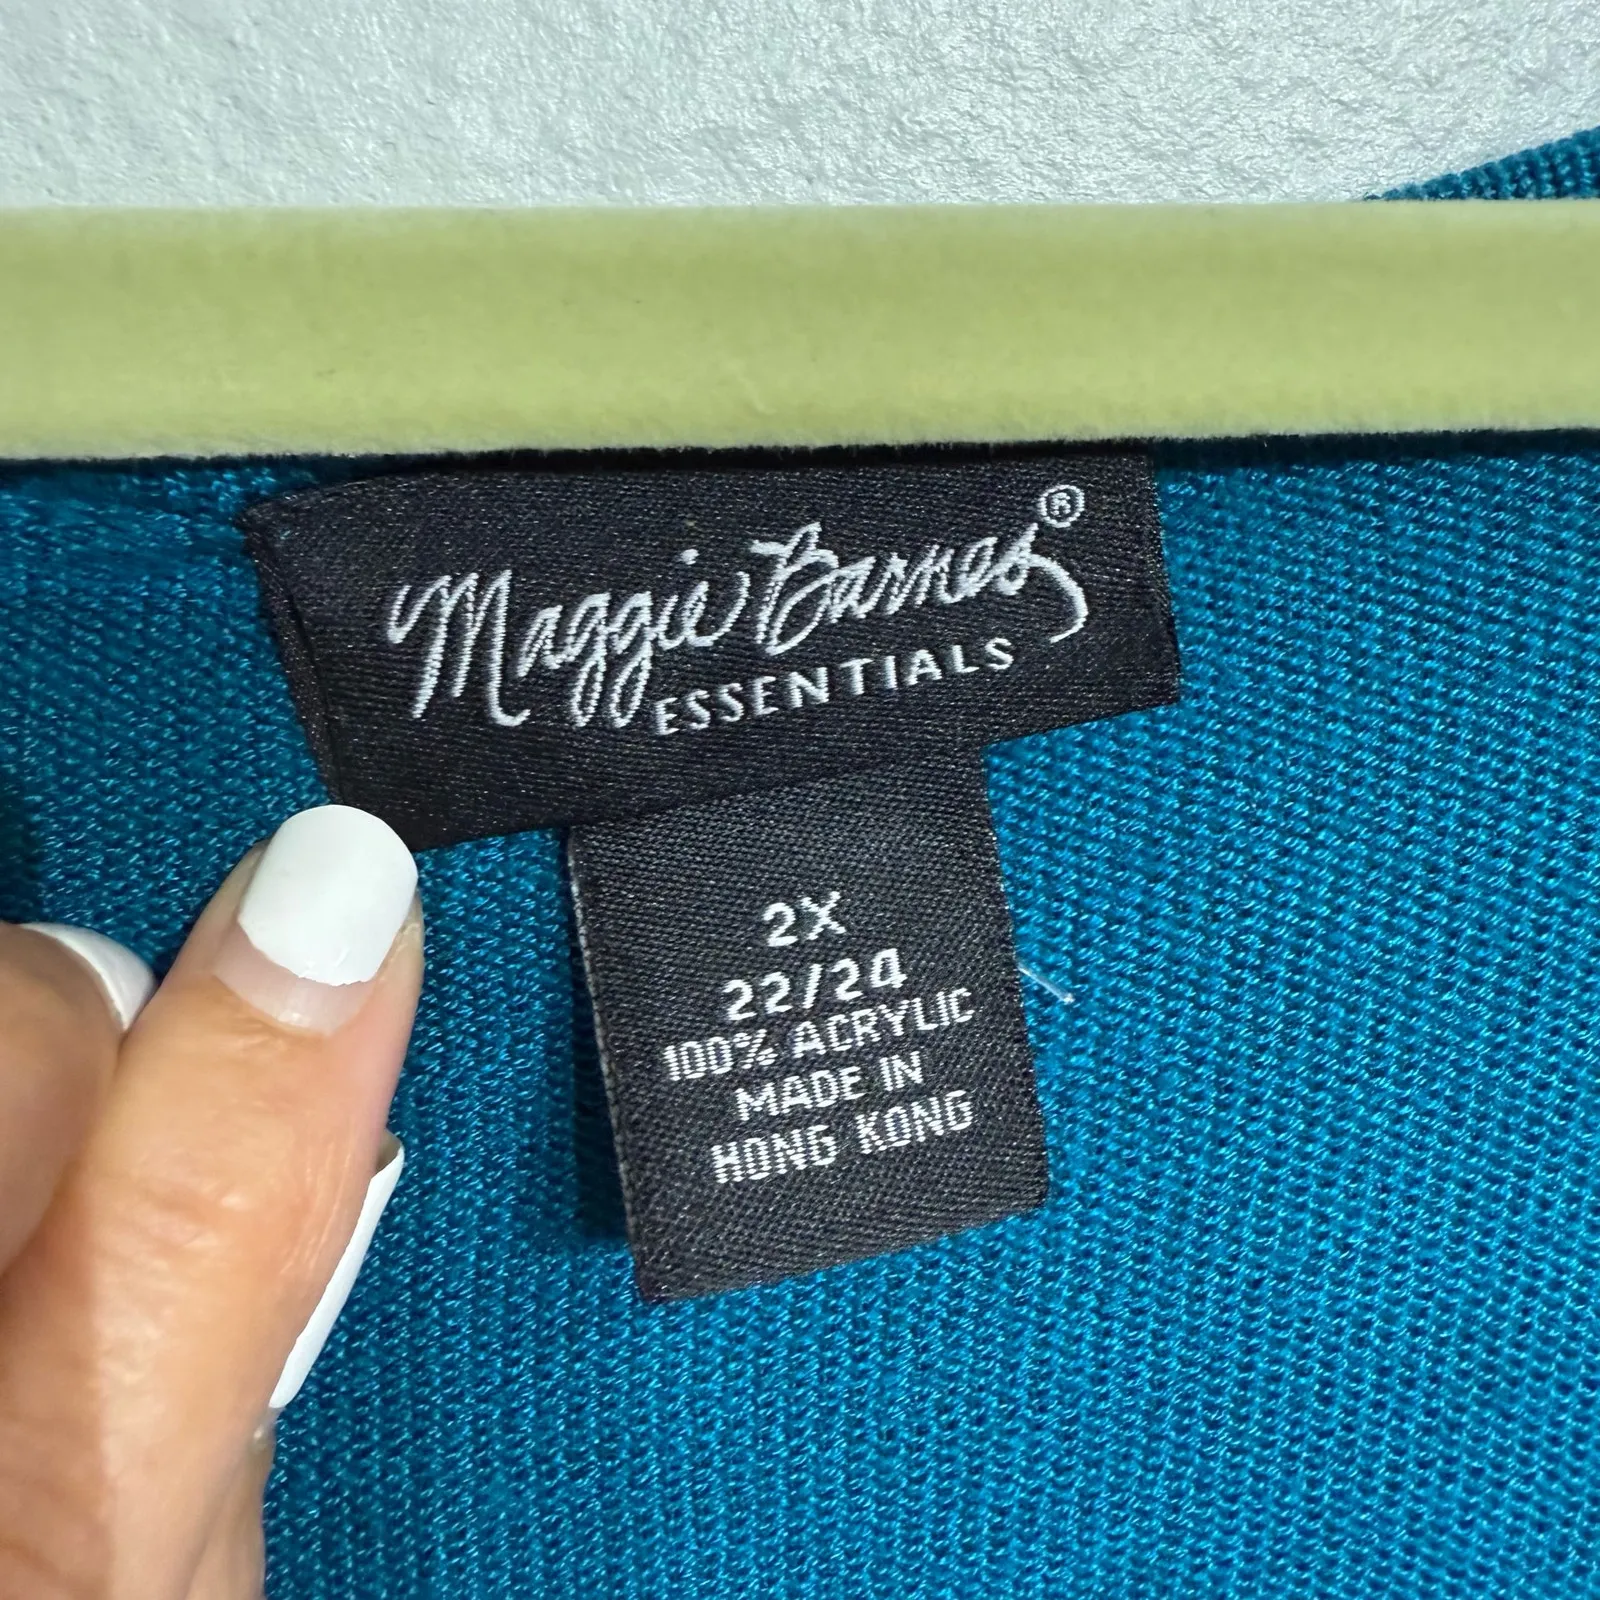 Maggie Barnes®
ESSENTIALS
2X
22/24
100% ACRYLIC
MADE IN
HONG KONG